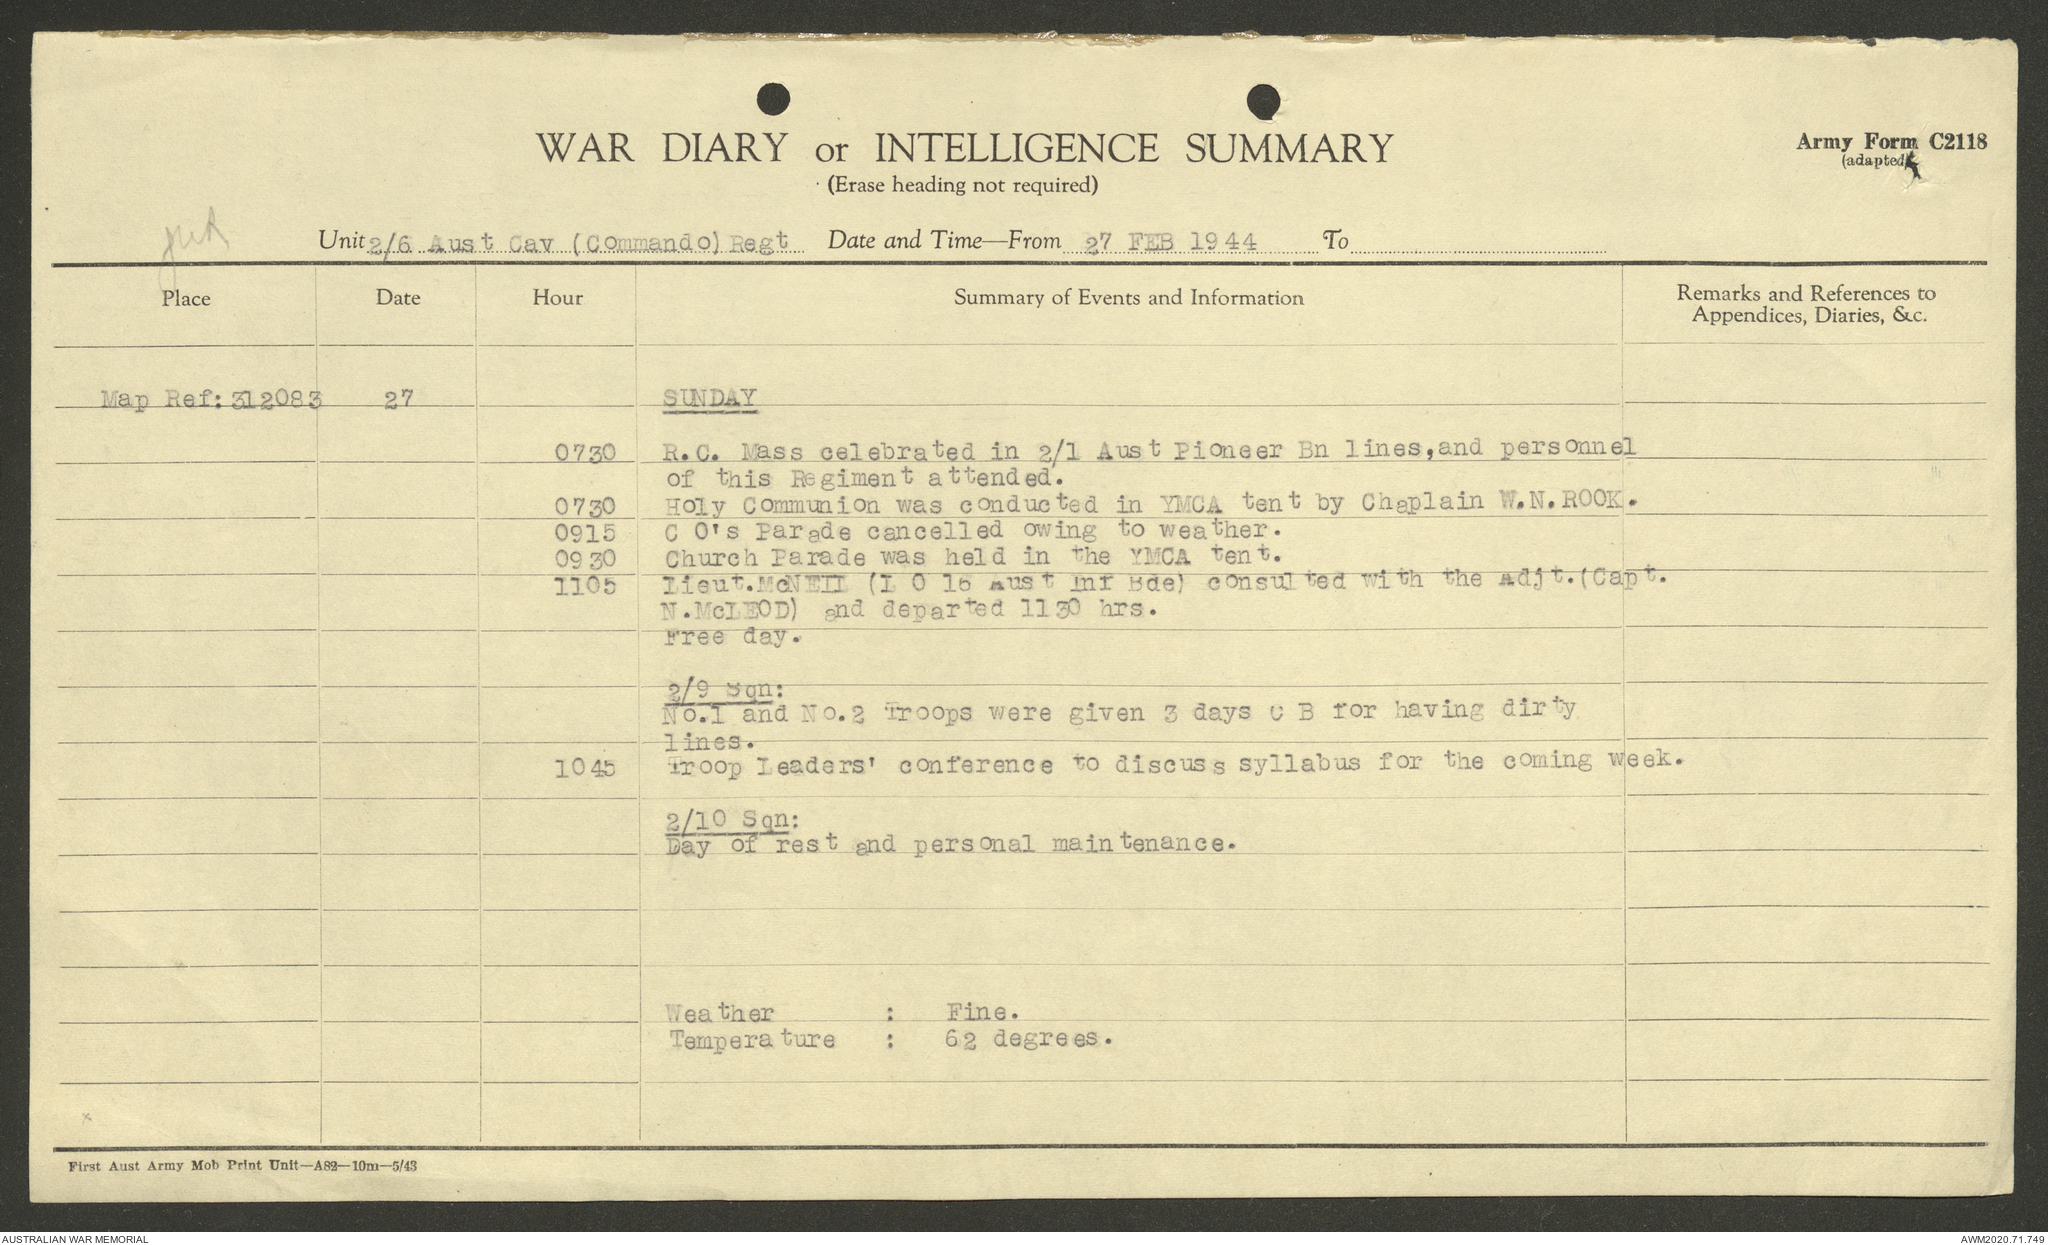 WAR DIARY or INTELLIGENCE SUMMARY
(Erase heading not required)
Army Form C2118
(adapted)
Unit 2/6 Aust Cav (Commando) Regt Date and Time—From 27 FEB 1944 To
Place Date Hour Summary of Events and Information Remarks and References to
Appendices, Diaries, &c.
Map Ref: 312083 27 SUNDAY
0730 R.C. Mass celebrated in 2/1 Aust Pioneer Bn lines,and personnel
of this Regiment attended.
0730 Holy Communion was conducted in YMCA tent by Chaplain W.N.ROOK.
0915 C O's Parade cancelled owing to weather.
0930 Church Parade was held in the YMCA tent.
1105 Lieut.McNEIL (L O 16 Aust Inf Bde) consulted with the Adjt.(Capt.
N.McLEOD) and departed 1130 hrs.
Free day.
2/9 Sqn:
No.1 and No.2 Troops were given 3 days C B for having dirty
lines.
1045 Troop Leaders' conference to discuss syllabus for the coming week.
2/10 Sqn:
Day of rest and personal maintenance.
Weather : Fine.
Temperature : 62 degrees.
First Aust Army Mob Print Unit—A82—10m—5/43
AUSTRALIAN WAR MEMORIAL AWM2020.71.749